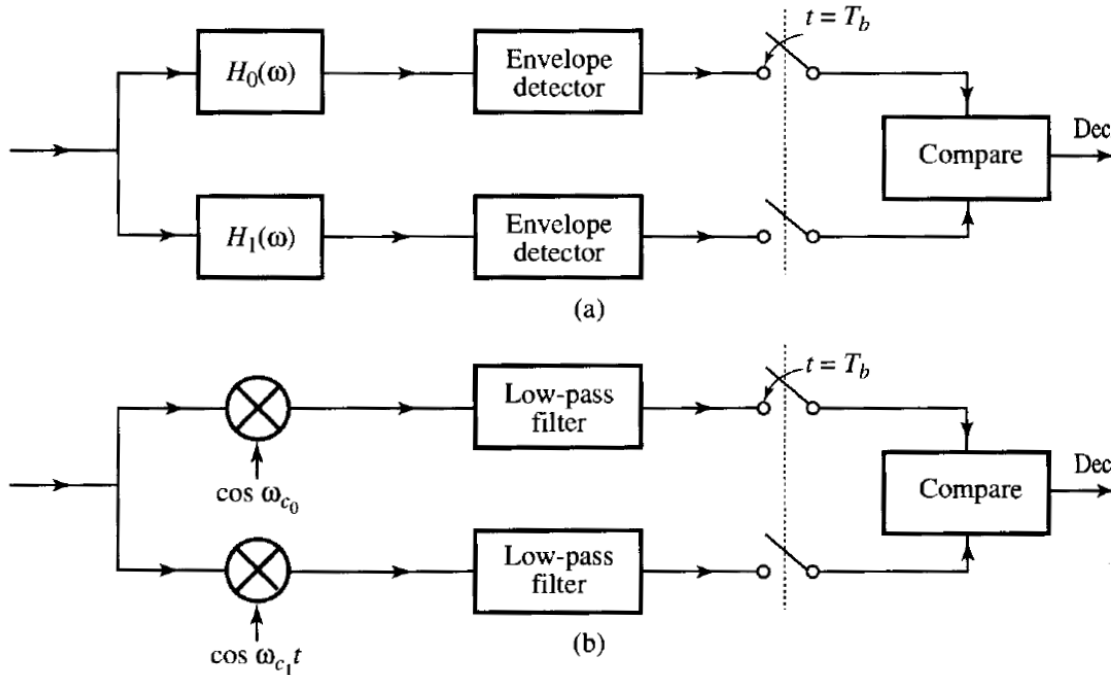 t = T_b
H_0(ω)
Envelope
detector
Compare
Dec
H_1(ω)
Envelope
detector
(a)
t = T_b
Low-pass
filter
cos ω_{c_0}
Compare
Dec
Low-pass
filter
cos ω_{c_1}t
(b)